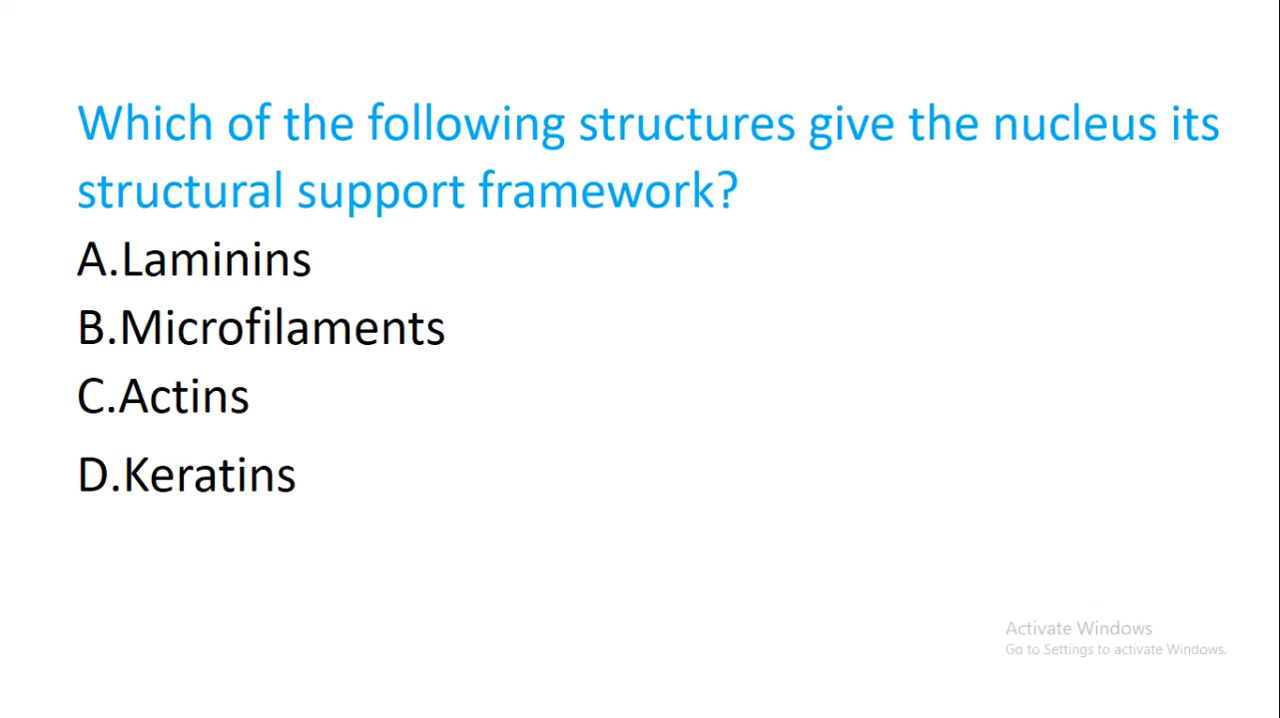 Which of the following structures give the nucleus its
structural support framework?
A.Laminins
B.Microfilaments
C.Actins
D.Keratins
Activate Windows
Go to Settings to activate Windows.